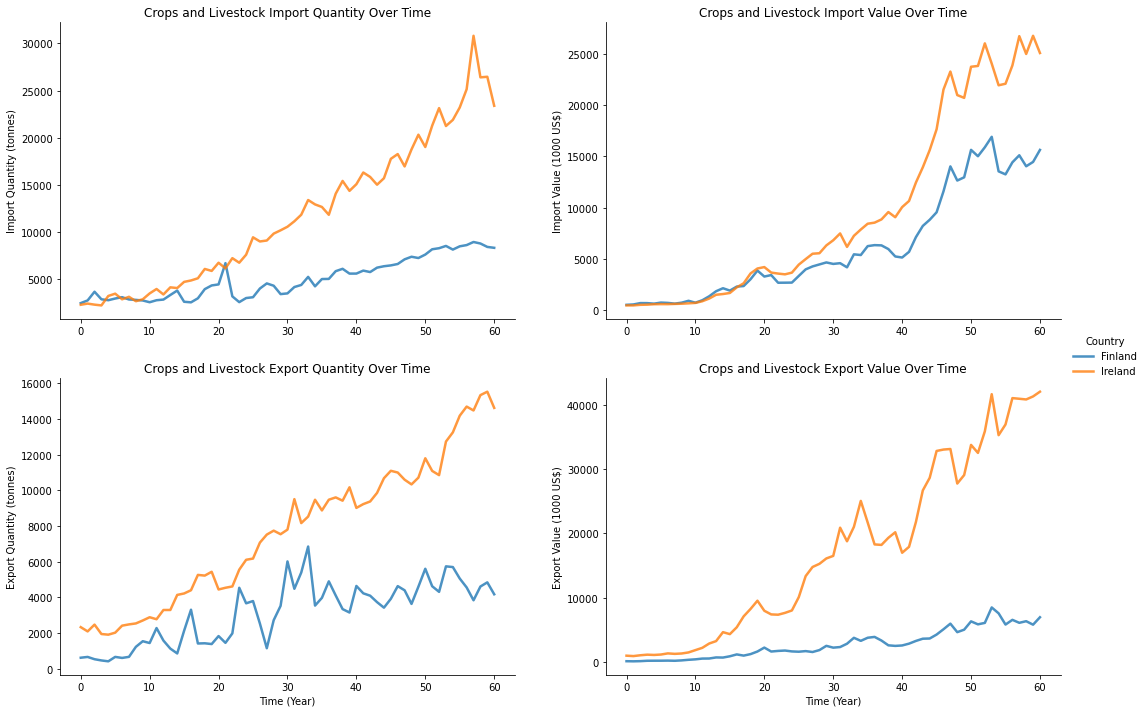 Crops and Livestock Import Quantity Over Time
Import Quantity (tonnes)
30000
25000
20000
15000
10000
5000
0 10 20 30 40 50 60
Crops and Livestock Import Value Over Time
Import Value (1000 US$)
25000
20000
15000
10000
5000
0
0 10 20 30 40 50 60
Country
Finland
Ireland
Crops and Livestock Export Quantity Over Time
Export Quantity (tonnes)
16000
14000
12000
10000
8000
6000
4000
2000
0
0 10 20 30 40 50 60
Time (Year)
Crops and Livestock Export Value Over Time
Export Value (1000 US$)
40000
30000
20000
10000
0
0 10 20 30 40 50 60
Time (Year)